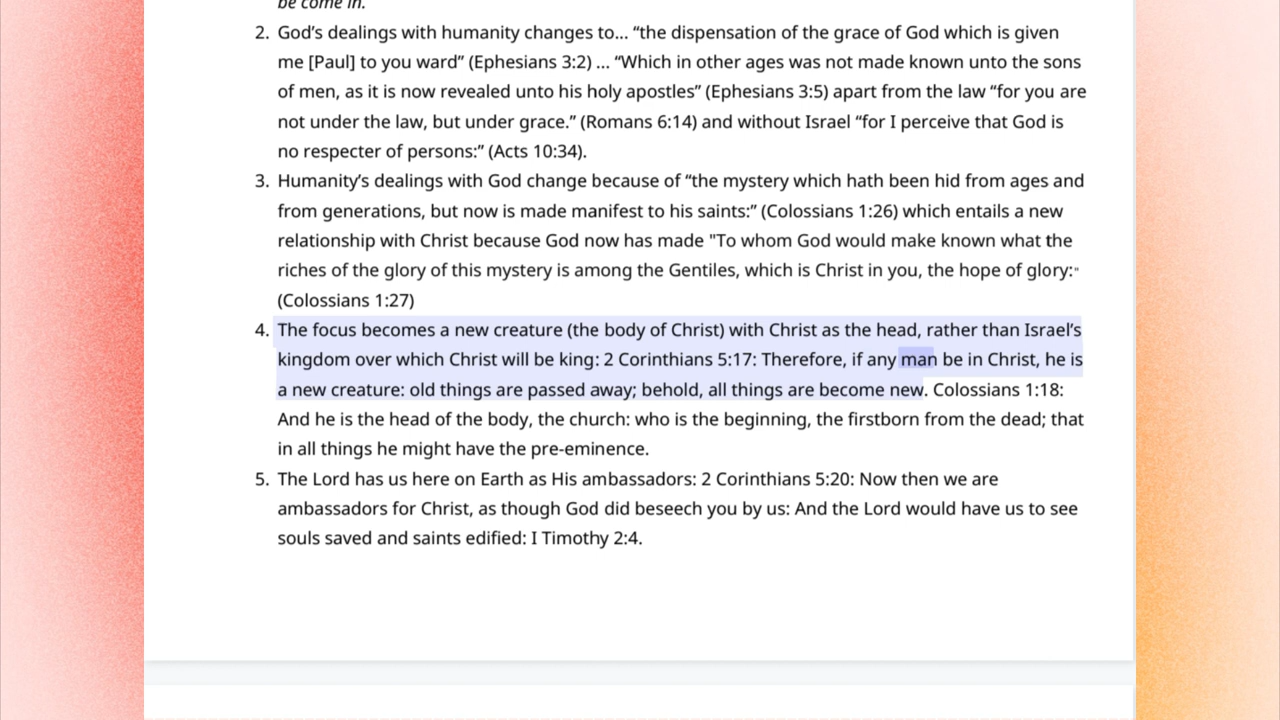 be come in.
2. God’s dealings with humanity changes to... “the dispensation of the grace of God which is given
me [Paul] to you ward” (Ephesians 3:2) ... “Which in other ages was not made known unto the sons
of men, as it is now revealed unto his holy apostles” (Ephesians 3:5) apart from the law “for you are
not under the law, but under grace.” (Romans 6:14) and without Israel “for I perceive that God is
no respecter of persons:” (Acts 10:34).
3. Humanity’s dealings with God change because of “the mystery which hath been hid from ages and
from generations, but now is made manifest to his saints:” (Colossians 1:26) which entails a new
relationship with Christ because God now has made "To whom God would make known what the
riches of the glory of this mystery is among the Gentiles, which is Christ in you, the hope of glory:"
(Colossians 1:27)
4. The focus becomes a new creature (the body of Christ) with Christ as the head, rather than Israel’s
kingdom over which Christ will be king: 2 Corinthians 5:17: Therefore, if any man be in Christ, he is
a new creature: old things are passed away; behold, all things are become new. Colossians 1:18:
And he is the head of the body, the church: who is the beginning, the firstborn from the dead; that
in all things he might have the pre-eminence.
5. The Lord has us here on Earth as His ambassadors: 2 Corinthians 5:20: Now then we are
ambassadors for Christ, as though God did beseech you by us: And the Lord would have us to see
souls saved and saints edified: I Timothy 2:4.